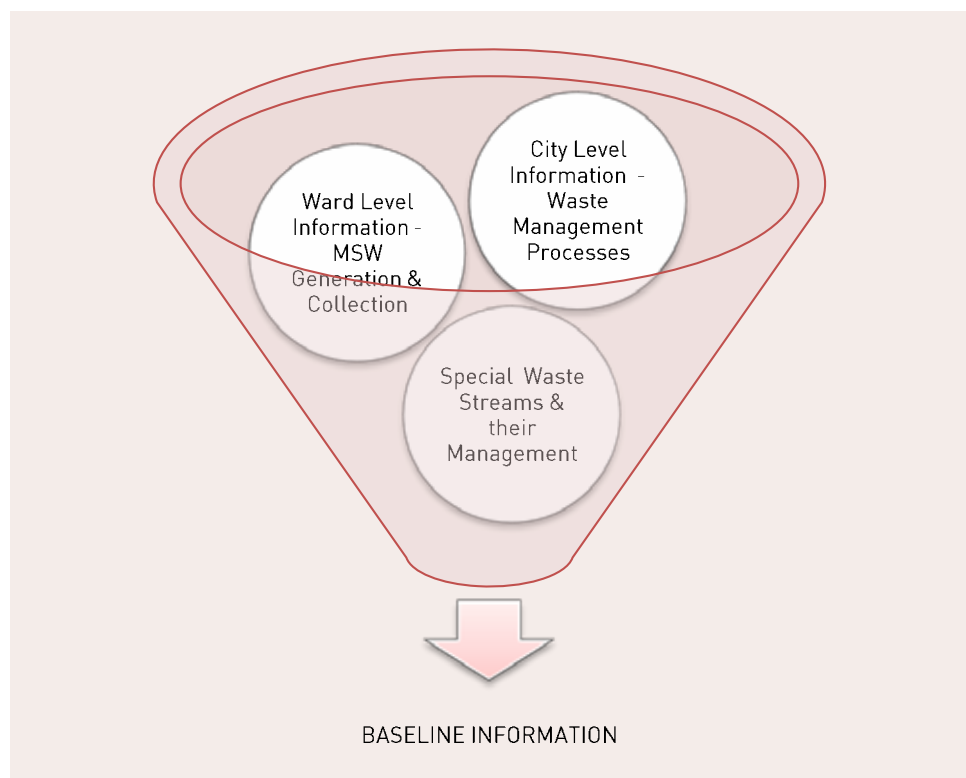 Ward Level
Information -
MSW
Generation &
Collection
City Level
Information -
Waste
Management
Processes
Special Waste
Streams &
their
Management
BASELINE INFORMATION